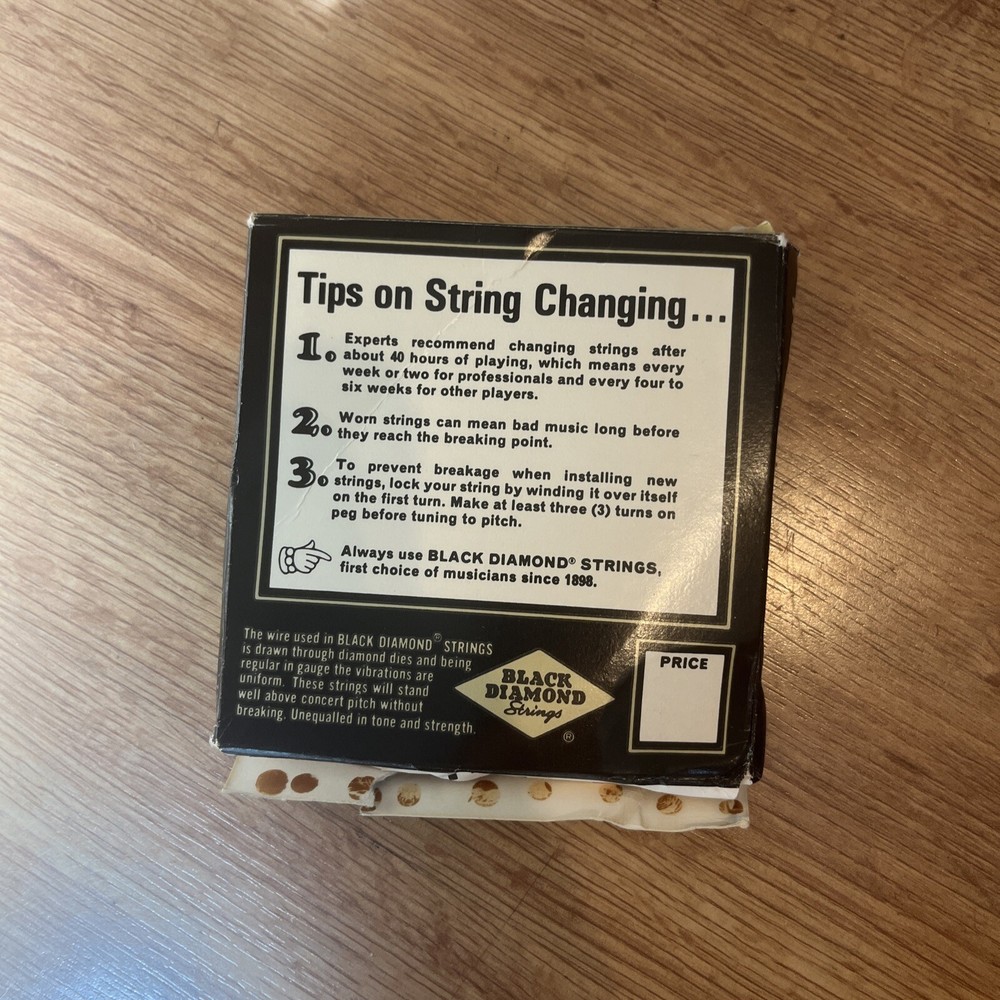 Tips on String Changing...
1. Experts recommend changing strings after
about 40 hours of playing, which means every
week or two for professionals and every four to
six weeks for other players.
2. Worn strings can mean bad music long before
they reach the breaking point.
3. To prevent breakage when installing new
strings, lock your string by winding it over itself
on the first turn. Make at least three (3) turns on
peg before tuning to pitch.
Always use BLACK DIAMOND® STRINGS,
first choice of musicians since 1898.
The wire used in BLACK DIAMOND® STRINGS
is drawn through diamond dies and being
regular in gauge the vibrations are
uniform. These strings will stand
well above concert pitch without
breaking. Unequalled in tone and strength.
BLACK
DIAMOND
Strings
®
PRICE